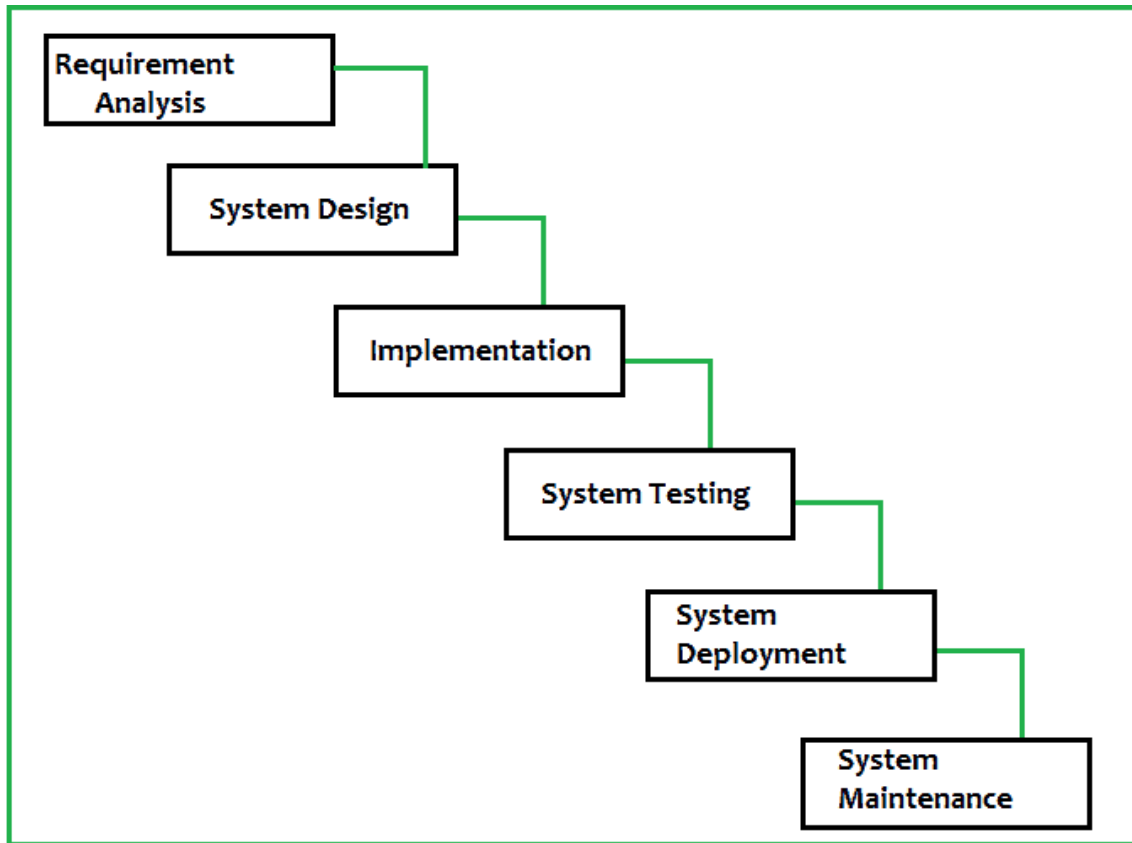 Requirement
Analysis
System Design
Implementation
System Testing
System
Deployment
System
Maintenance